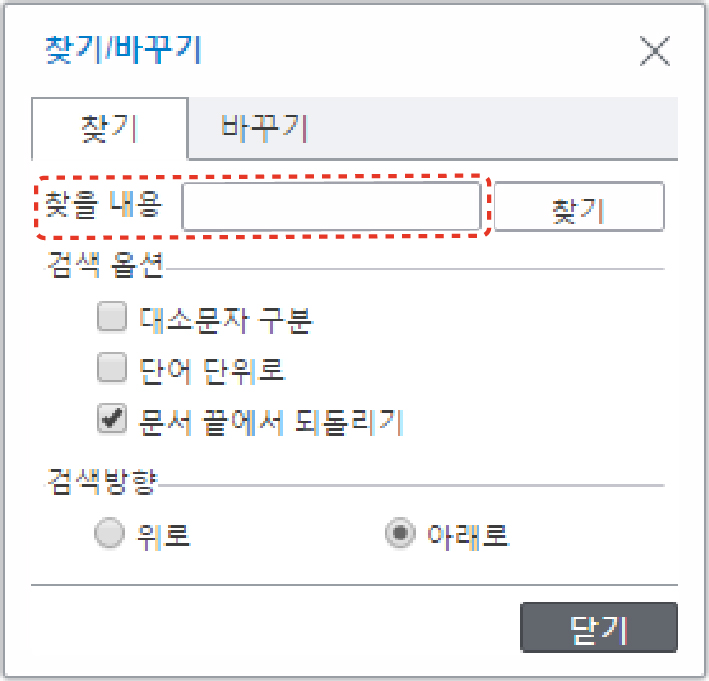 찾기/바꾸기
찾기 바꾸기
찾을 내용 찾기
검색 옵션
대소문자 구분
단어 단위로
문서 끝에서 되돌리기
검색방향
위로 아래로
닫기